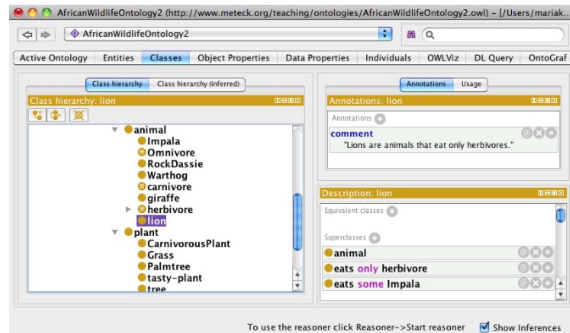 AfricanWildlifeOntology2 (http://www.meteck.org/teaching/ontologies/AfricanWildlifeOntology2.owl) - [/Users/mariak
AfricanWildlifeOntology2
Active Ontology Entities Classes Object Properties Data Properties Individuals OWLViz DL Query OntoGraf
Class hierarchy Class hierarchy (inferred)
Class hierarchy: lion
animal
Impala
Omnivore
RockDassie
Warthog
carnivore
giraffe
herbivore
lion
plant
CarnivorousPlant
Grass
Palmtree
tasty-plant
tree
Annotations Usage
Annotations: lion
Annotations
comment
"Lions are animals that eat only herbivores."
Description: lion
Equivalent classes
Superclasses
animal
eats only herbivore
eats some Impala
To use the reasoner click Reasoner->Start reasoner Show Inferences